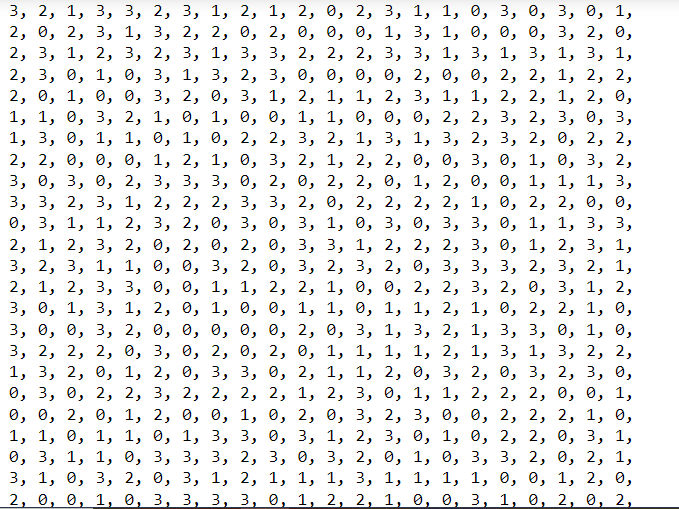 3, 2, 1, 3, 3, 2, 3, 1, 2, 1, 2, 0, 2, 3, 1, 1, 0, 3, 0, 3, 0, 1,
2, 0, 2, 3, 1, 3, 2, 2, 0, 2, 0, 0, 0, 1, 3, 1, 0, 0, 0, 3, 2, 0,
2, 3, 1, 2, 3, 2, 3, 1, 3, 3, 2, 2, 2, 3, 3, 1, 3, 1, 3, 1, 3, 1,
2, 3, 0, 1, 0, 3, 1, 3, 2, 3, 0, 0, 0, 0, 2, 0, 0, 2, 2, 1, 2, 2,
2, 0, 1, 0, 0, 3, 2, 0, 3, 1, 2, 1, 1, 2, 3, 1, 1, 2, 2, 1, 2, 0,
1, 1, 0, 3, 2, 1, 0, 1, 0, 0, 1, 1, 0, 0, 0, 2, 2, 3, 2, 3, 0, 3,
1, 3, 0, 1, 1, 0, 1, 0, 2, 2, 3, 2, 1, 3, 1, 3, 2, 3, 2, 0, 2, 2,
2, 2, 0, 0, 0, 1, 2, 1, 0, 3, 2, 1, 2, 2, 0, 0, 3, 0, 1, 0, 3, 2,
3, 0, 3, 0, 2, 3, 3, 3, 0, 2, 0, 2, 2, 0, 1, 2, 0, 0, 1, 1, 1, 3,
3, 3, 2, 3, 1, 2, 2, 2, 3, 3, 2, 0, 2, 2, 2, 2, 1, 0, 2, 2, 0, 0,
0, 3, 1, 1, 2, 3, 2, 0, 3, 0, 3, 1, 0, 3, 0, 3, 3, 0, 1, 1, 3, 3,
2, 1, 2, 3, 2, 0, 2, 0, 2, 0, 3, 3, 1, 2, 2, 2, 3, 0, 1, 2, 3, 1,
3, 2, 3, 1, 1, 0, 0, 3, 2, 0, 3, 2, 3, 2, 0, 3, 3, 3, 2, 3, 2, 1,
2, 1, 2, 3, 3, 0, 0, 1, 1, 2, 2, 1, 0, 0, 2, 2, 3, 2, 0, 3, 1, 2,
3, 0, 1, 3, 1, 2, 0, 1, 0, 0, 1, 1, 0, 1, 1, 2, 1, 0, 2, 2, 1, 0,
3, 0, 0, 3, 2, 0, 0, 0, 0, 0, 2, 0, 3, 1, 3, 2, 1, 3, 3, 0, 1, 0,
3, 2, 2, 2, 0, 3, 0, 2, 0, 2, 0, 1, 1, 1, 1, 2, 1, 3, 1, 3, 2, 2,
1, 3, 2, 0, 1, 2, 0, 3, 3, 0, 2, 1, 1, 2, 0, 3, 2, 0, 3, 2, 3, 0,
0, 3, 0, 2, 2, 3, 2, 2, 2, 2, 1, 2, 3, 0, 1, 1, 2, 2, 2, 0, 0, 1,
0, 0, 2, 0, 1, 2, 0, 0, 1, 0, 2, 0, 3, 2, 3, 0, 0, 2, 2, 2, 1, 0,
1, 1, 0, 1, 1, 0, 1, 3, 3, 0, 3, 1, 2, 3, 0, 1, 0, 2, 2, 0, 3, 1,
0, 3, 1, 1, 0, 3, 3, 3, 2, 3, 0, 3, 2, 0, 1, 0, 3, 3, 2, 0, 2, 1,
3, 1, 0, 3, 2, 0, 3, 1, 2, 1, 1, 1, 3, 1, 1, 1, 1, 0, 0, 1, 2, 0,
2, 0, 0, 1, 0, 3, 3, 3, 3, 0, 1, 2, 2, 1, 0, 0, 3, 1, 0, 2, 0, 2,